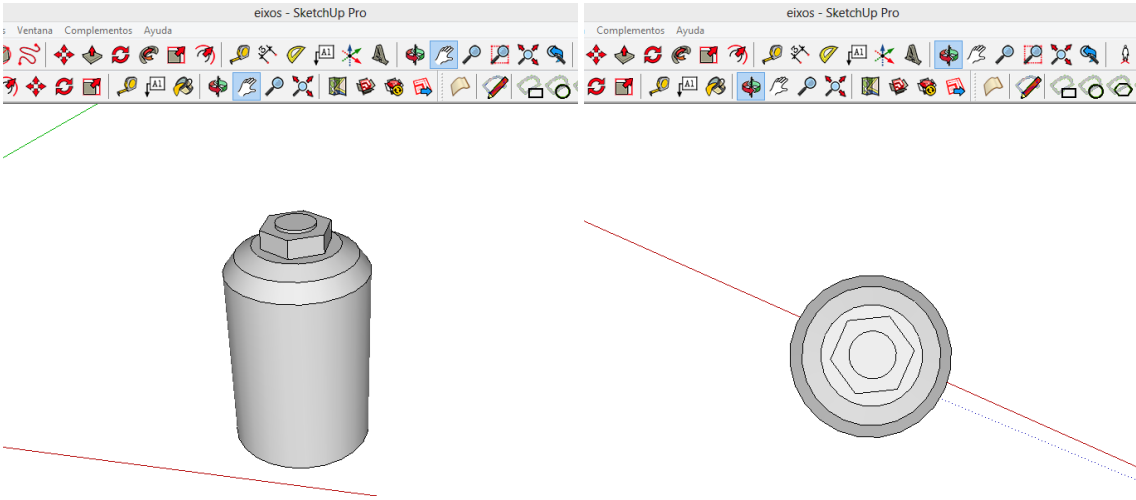 eixos - SketchUp Pro
s Ventana Complementos Ayuda
A1
A1
eixos - SketchUp Pro
Complementos Ayuda
A1
A1